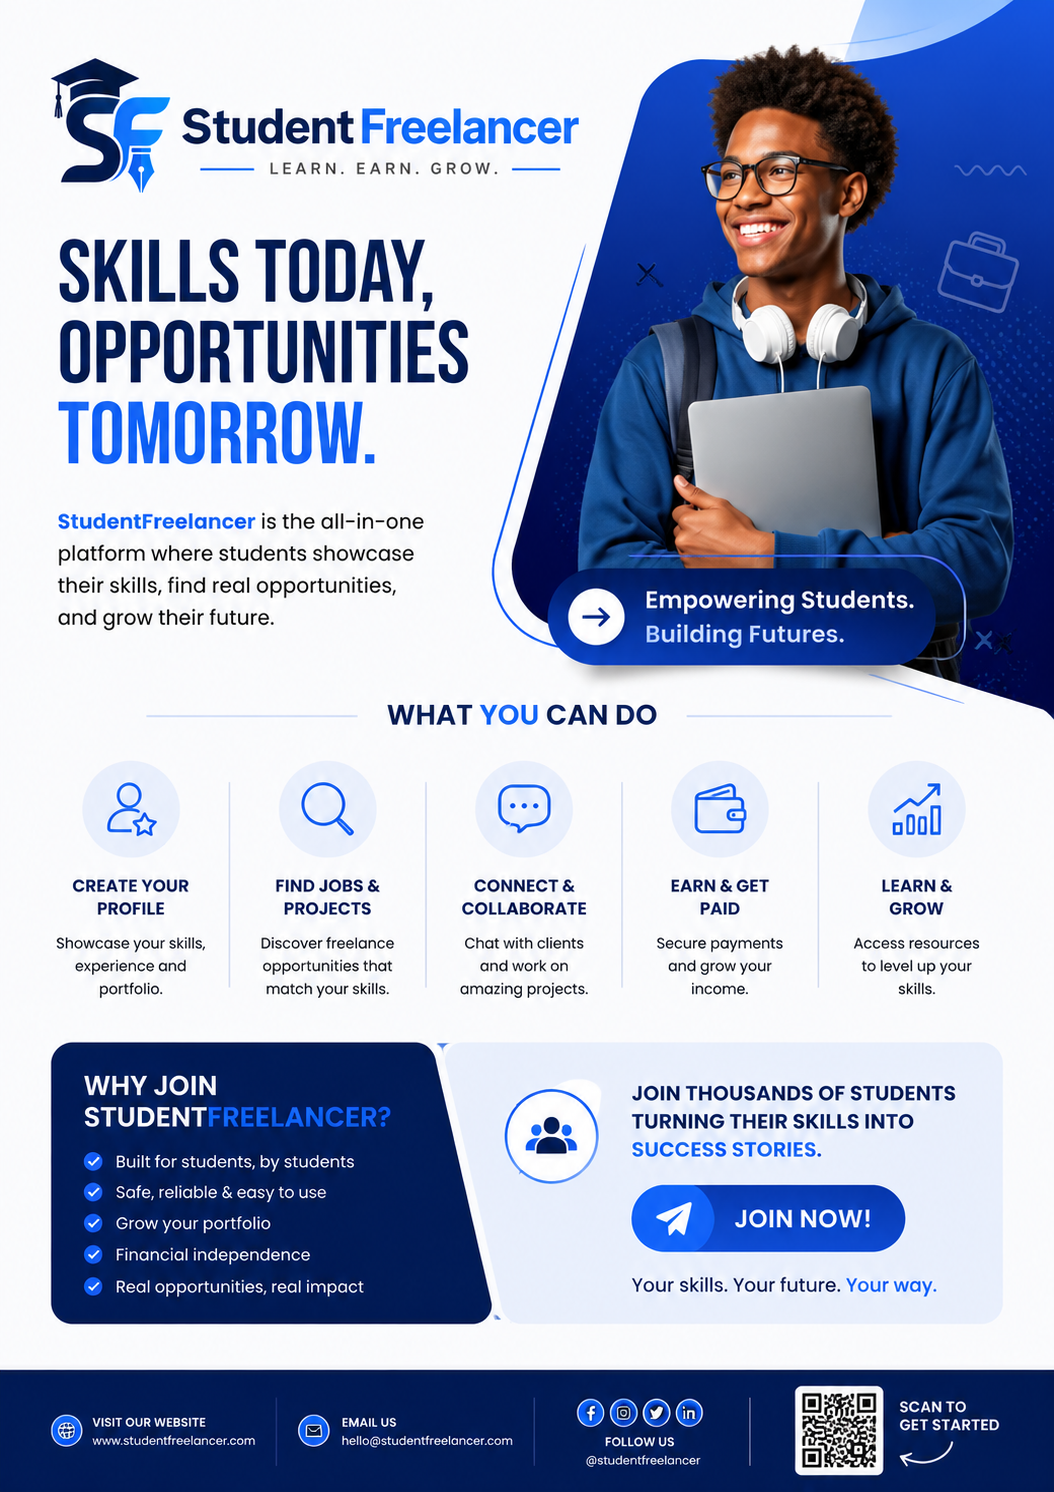 SF
StudentFreelancer
LEARN. EARN. GROW.
SKILLS TODAY,
OPPORTUNITIES
TOMORROW.
StudentFreelancer is the all-in-one
platform where students showcase
their skills, find real opportunities,
and grow their future.
Empowering Students.
Building Futures.
WHAT YOU CAN DO
CREATE YOUR
PROFILE
Showcase your skills,
experience and
portfolio.
FIND JOBS &
PROJECTS
Discover freelance
opportunities that
match your skills.
CONNECT &
COLLABORATE
Chat with clients
and work on
amazing projects.
EARN & GET
PAID
Secure payments
and grow your
income.
LEARN &
GROW
Access resources
to level up your
skills.
WHY JOIN
STUDENTFREELANCER?
Built for students, by students
Safe, reliable & easy to use
Grow your portfolio
Financial independence
Real opportunities, real impact
JOIN THOUSANDS OF STUDENTS
TURNING THEIR SKILLS INTO
SUCCESS STORIES.
JOIN NOW!
Your skills. Your future. Your way.
VISIT OUR WEBSITE
www.studentfreelancer.com
EMAIL US
hello@studentfreelancer.com
FOLLOW US
@studentfreelancer
SCAN TO
GET STARTED